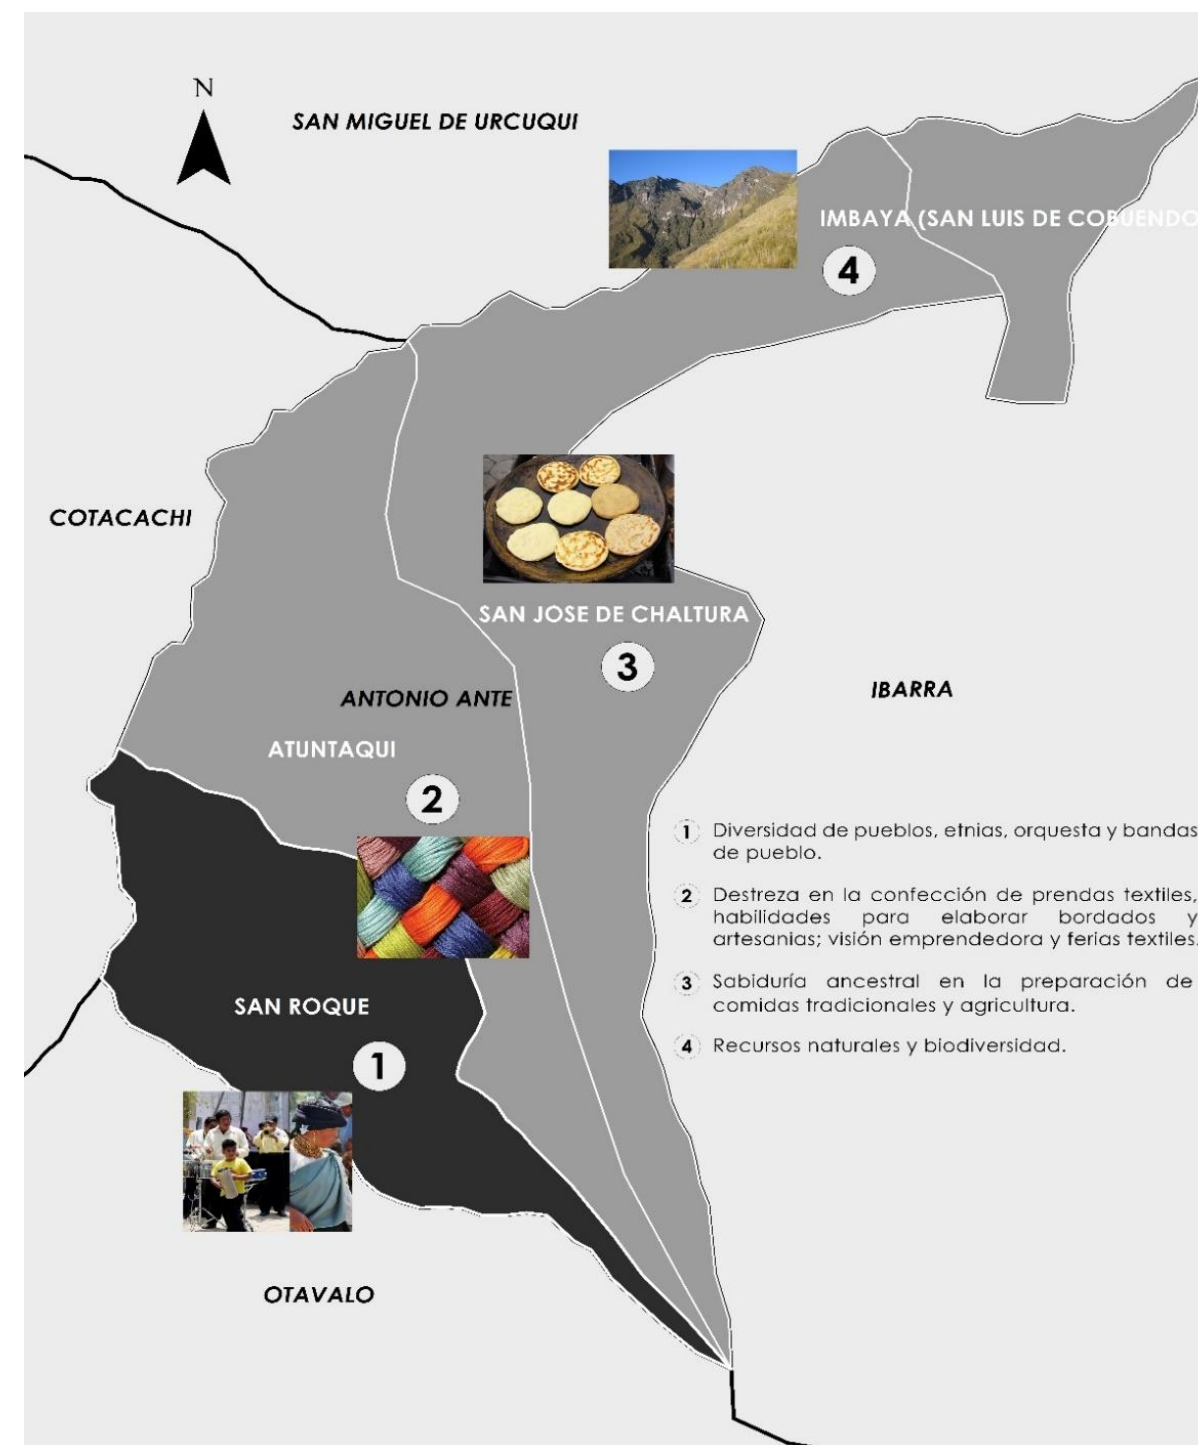 N
SAN MIGUEL DE URCUQUI
IMBAYA (SAN LUIS DE COBUENDO
4
COTACACHI
SAN JOSE DE CHALTURA
3
IBARRA
ANTONIO ANTE
ATUNTAQUI
2
1 Diversidad de pueblos, etnias, orquesta y bandas
de pueblo.
2 Destreza en la confección de prendas textiles,
habilidades para elaborar bordados y
artesanias; visión emprendedora y ferias textiles.
3 Sabiduría ancestral en la preparación de
comidas tradicionales y agricultura.
4 Recursos naturales y biodiversidad.
SAN ROQUE
1
OTAVALO